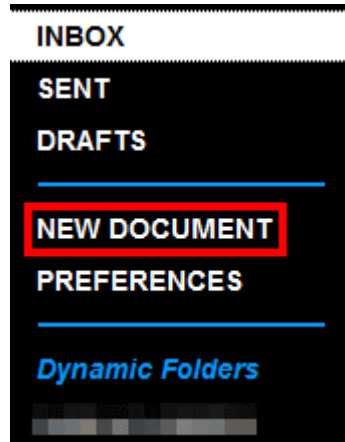 INBOX
SENT
DRAFTS
NEW DOCUMENT
PREFERENCES
Dynamic Folders